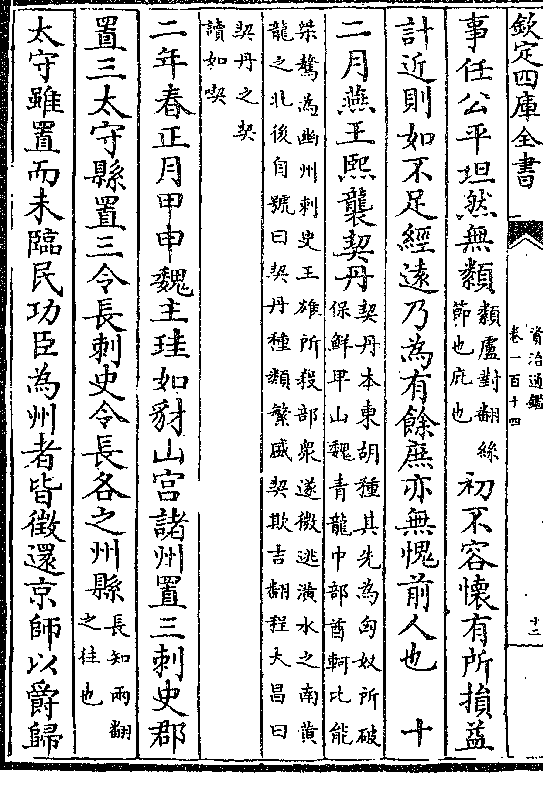 欽定四庫全書
資治通鑑
卷一百十四
十二
事任公平坦然無纇纇盧對翻絲節也疵也初不容懐有所損益
計近則如不足經遠乃為有餘庶亦無愧前人也　十
二月燕王熙襲契丹契丹本東胡種其先為匈奴所破保鮮卑山魏青龍中部酋軻比能
桀驁為幽州刺史王雄所殺部衆遂微逃潢水之南黄龍之北後自號曰契丹種類繁盛契欺吉翻程大昌曰
契丹之契讀如喫
二年春正月甲申魏主珪如豺山宫諸州置三刺史郡
置三太守縣置三令長刺史令長各之州縣長知兩翻之往也
太守雖置而未臨民功臣為州者皆徵還京師以爵歸